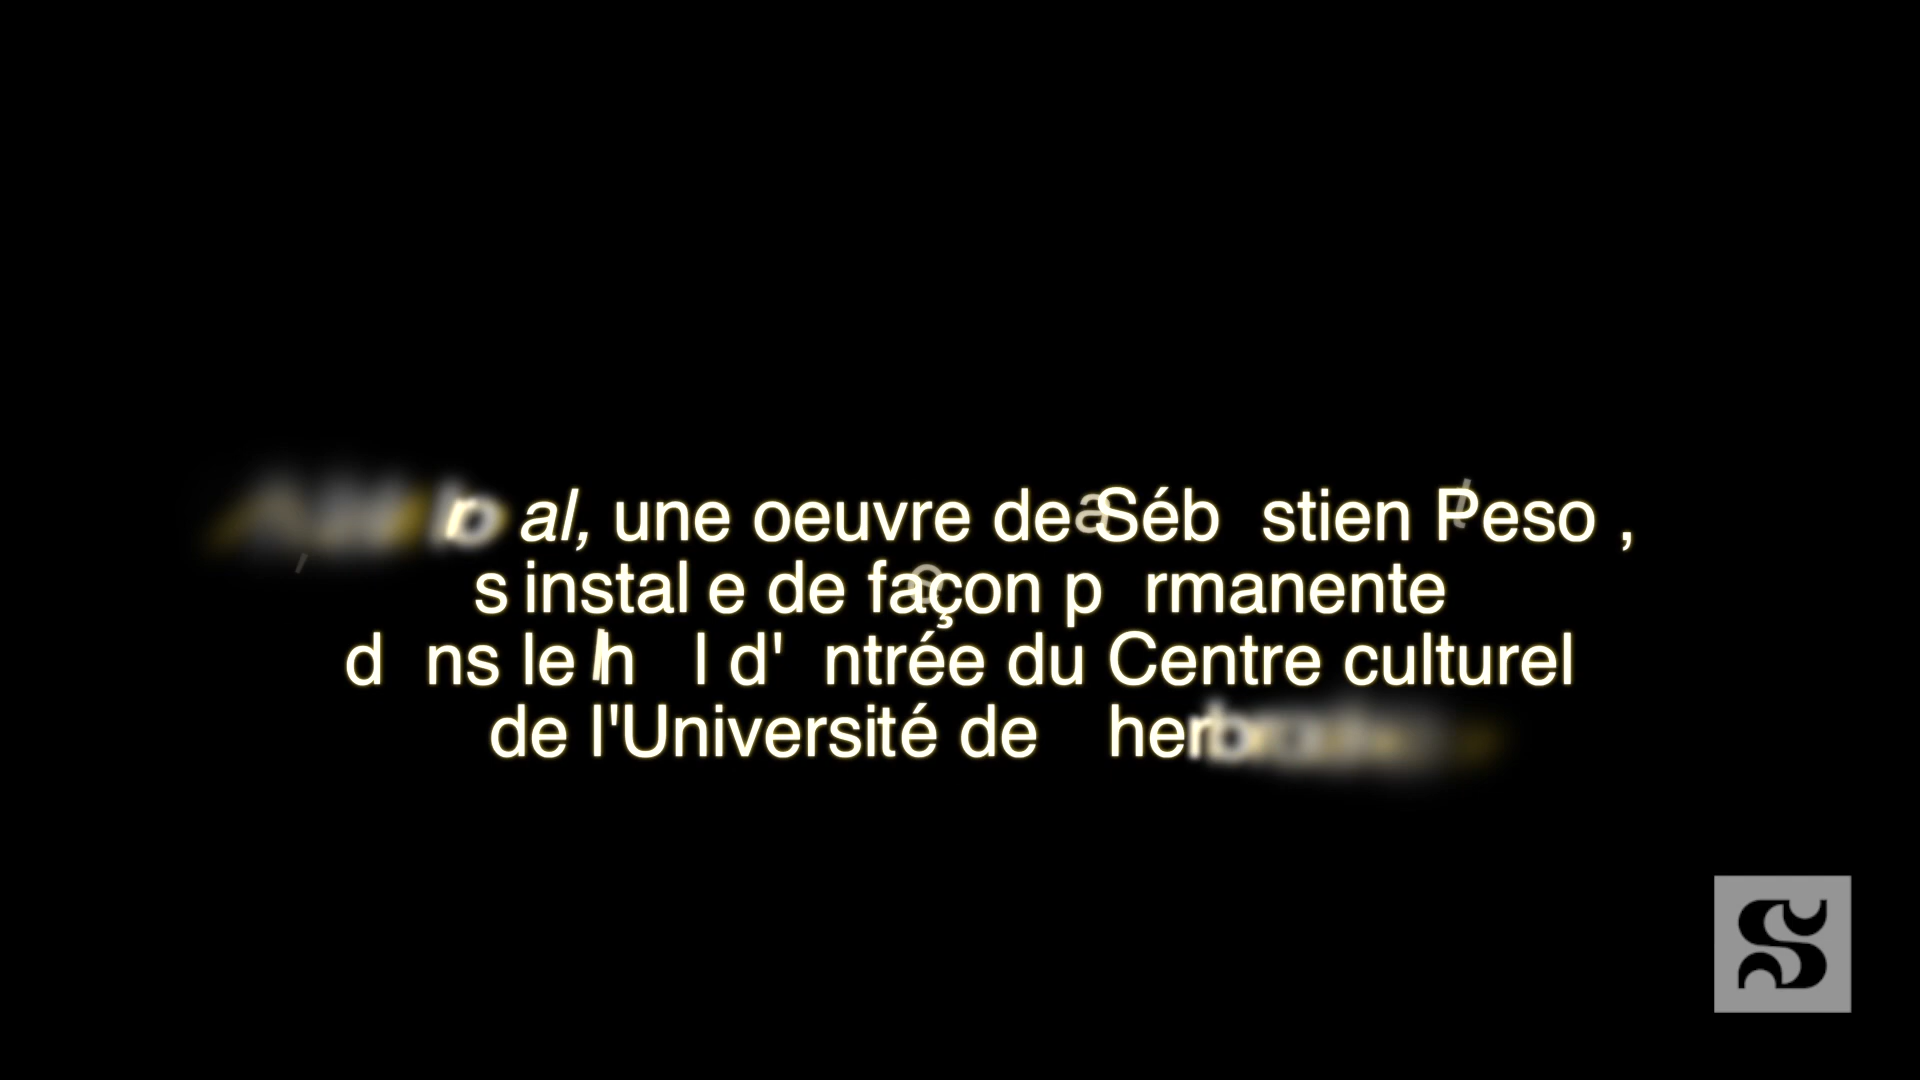 al, une oeuvre de Séb stien Peso ,
s instal e de façon p rmanente
d ns le h l d' ntrée du Centre culturel
de l'Université de her